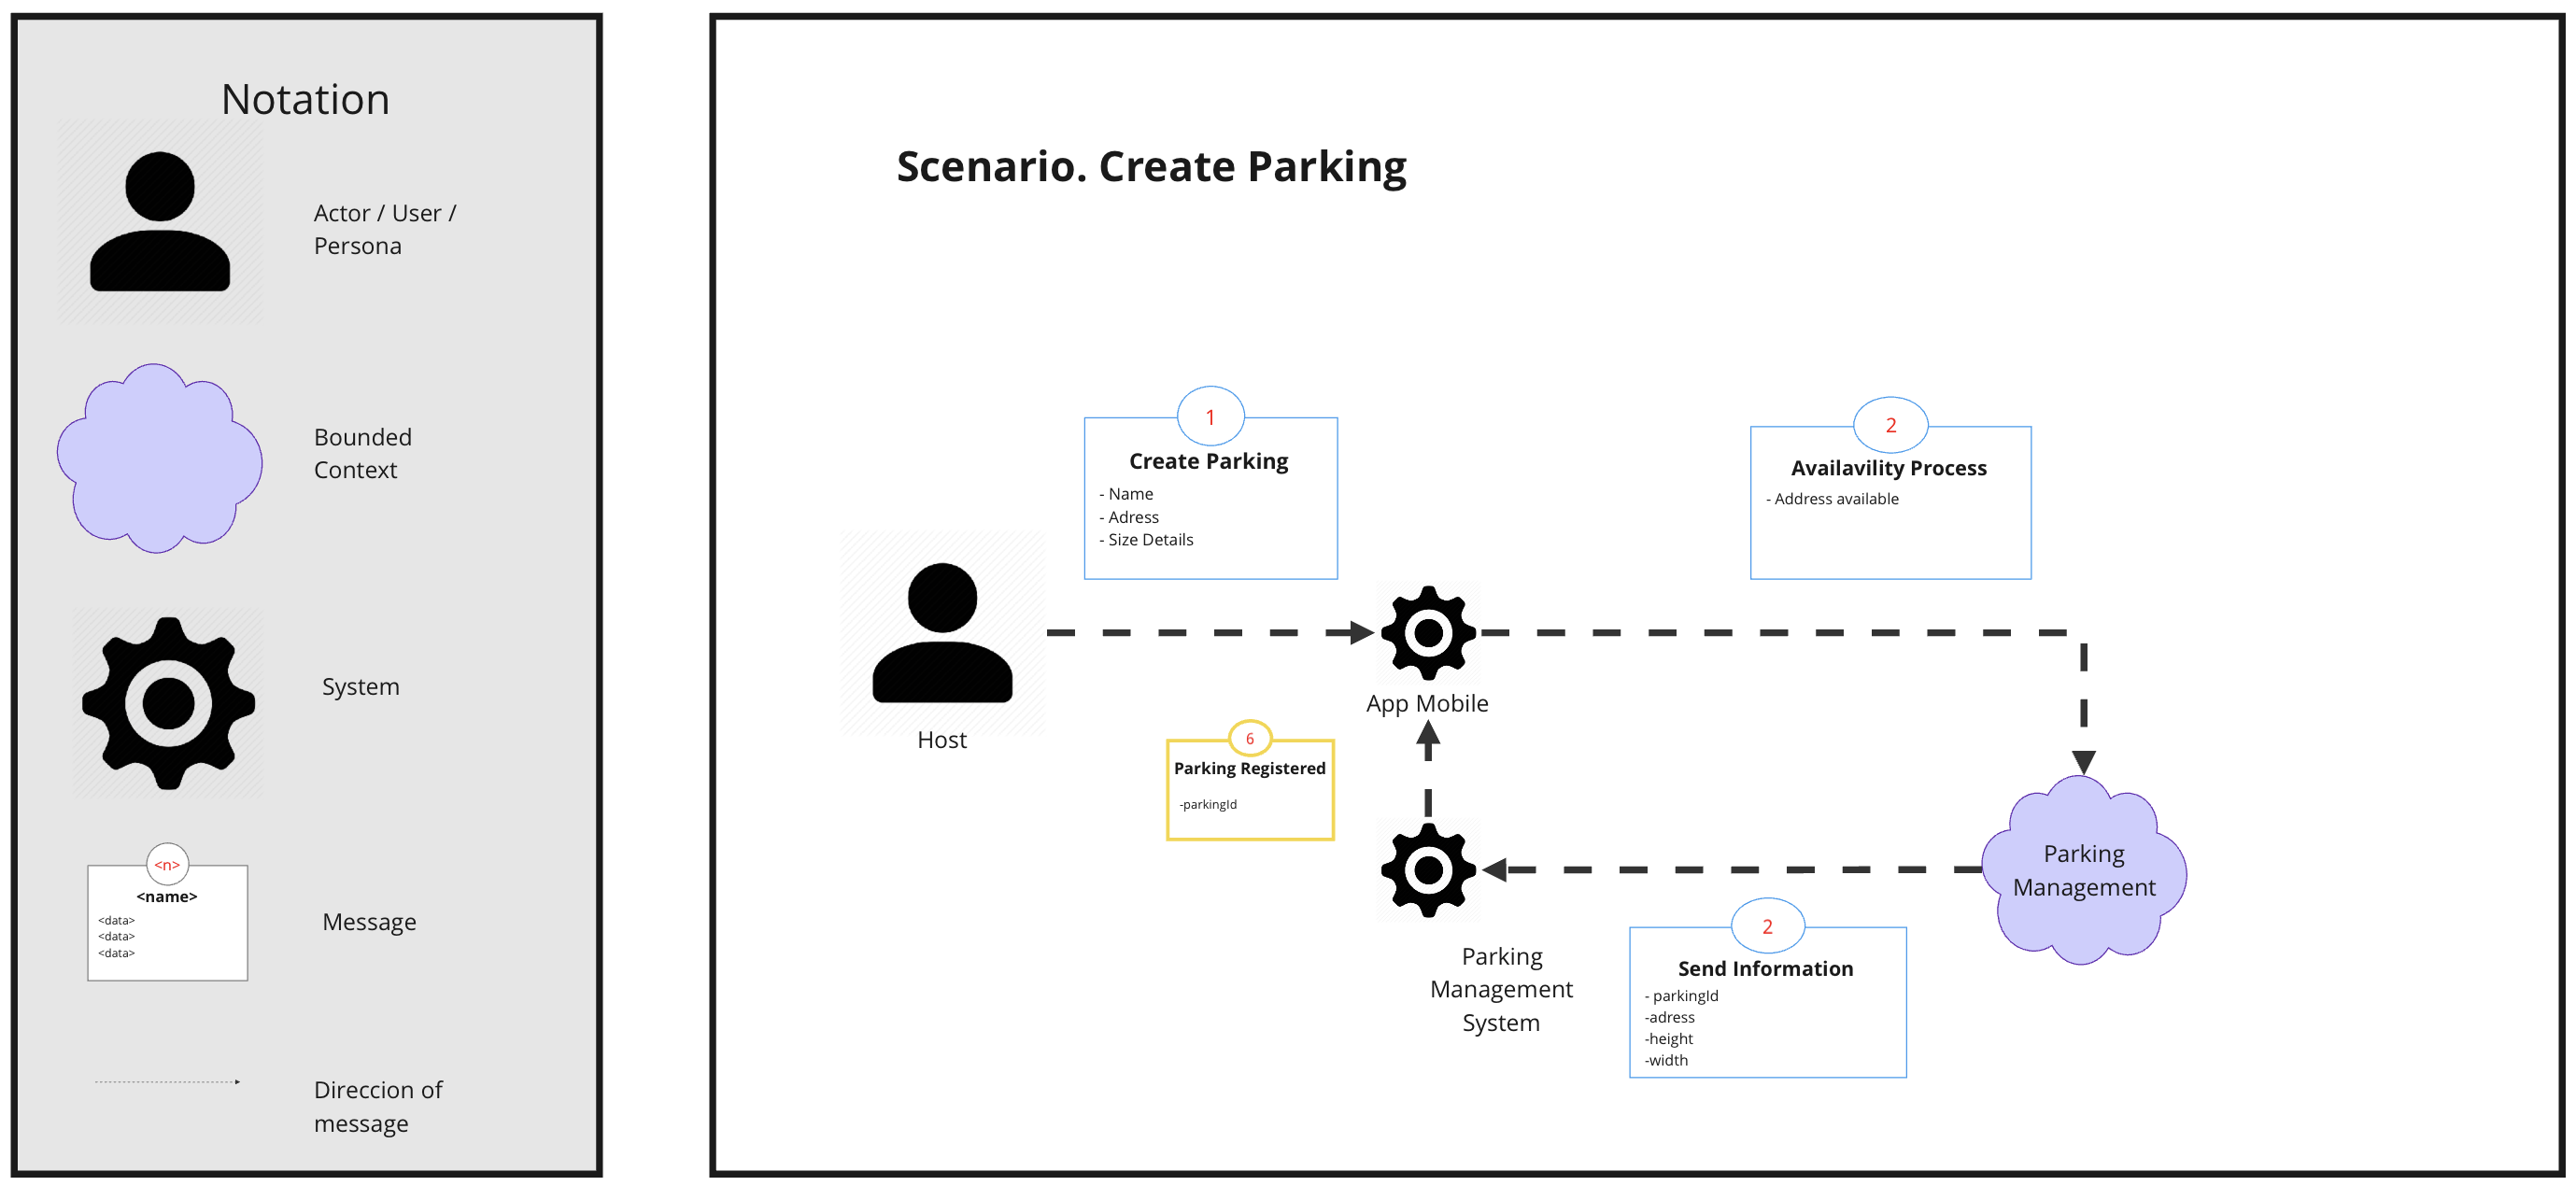 Notation
Actor / User /
Persona
Bounded
Context
System
<n>
<name>
<data>
<data>
<data>
Message
Direccion of
message
Scenario. Create Parking
1
Create Parking
- Name
- Adress
- Size Details
2
Availavility Process
- Address available
Host
App Mobile
6
Parking Registered
-parkingId
Parking
Management
Parking
Management
System
2
Send Information
- parkingId
-adress
-height
-width